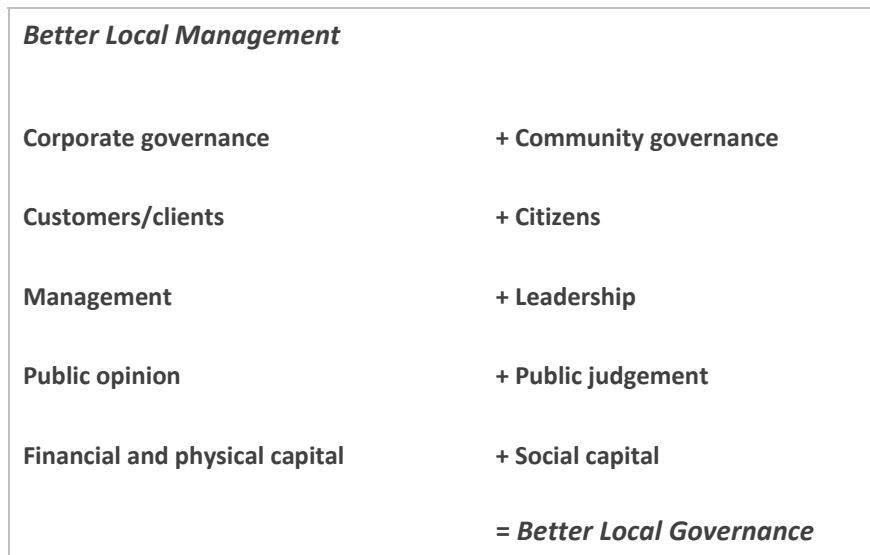 Better Local Management
Corporate governance + Community governance
Customers/clients + Citizens
Management + Leadership
Public opinion + Public judgement
Financial and physical capital + Social capital
= Better Local Governance